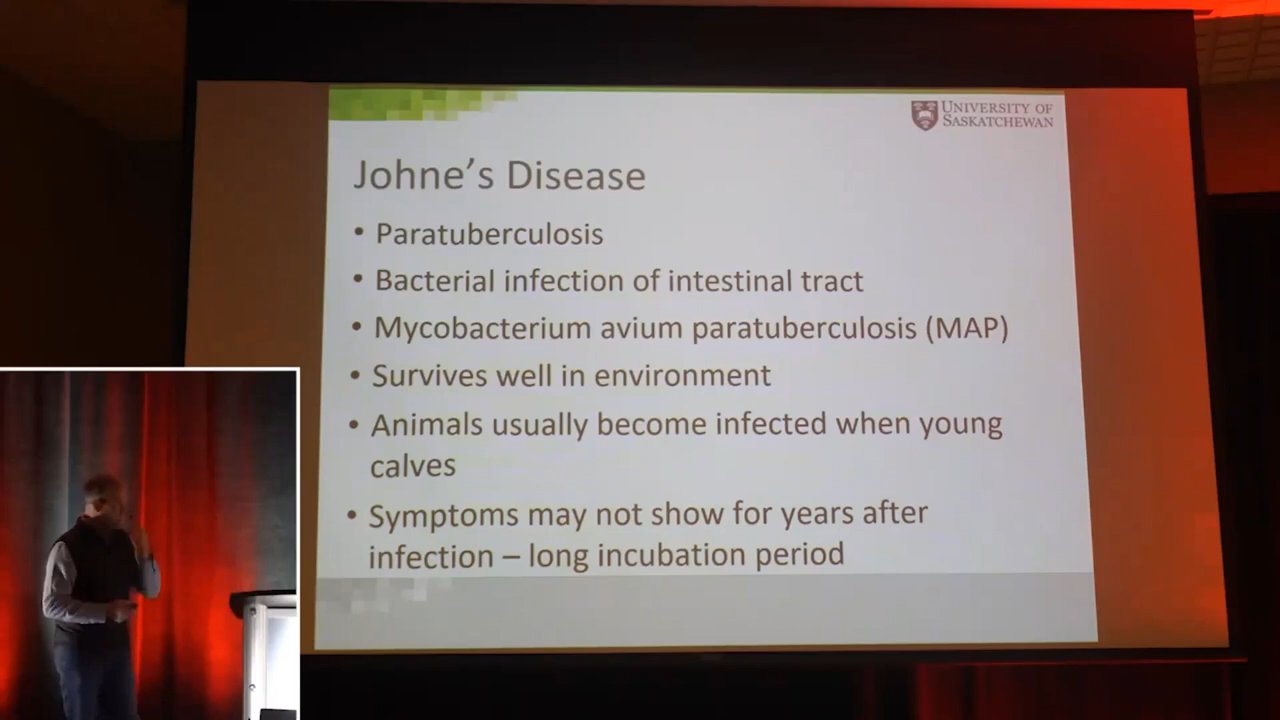 UNIVERSITY OF
SASKATCHEWAN
Johne's Disease
• Paratuberculosis
• Bacterial infection of intestinal tract
• Mycobacterium avium paratuberculosis (MAP)
• Survives well in environment
• Animals usually become infected when young
calves
• Symptoms may not show for years after
infection – long incubation period